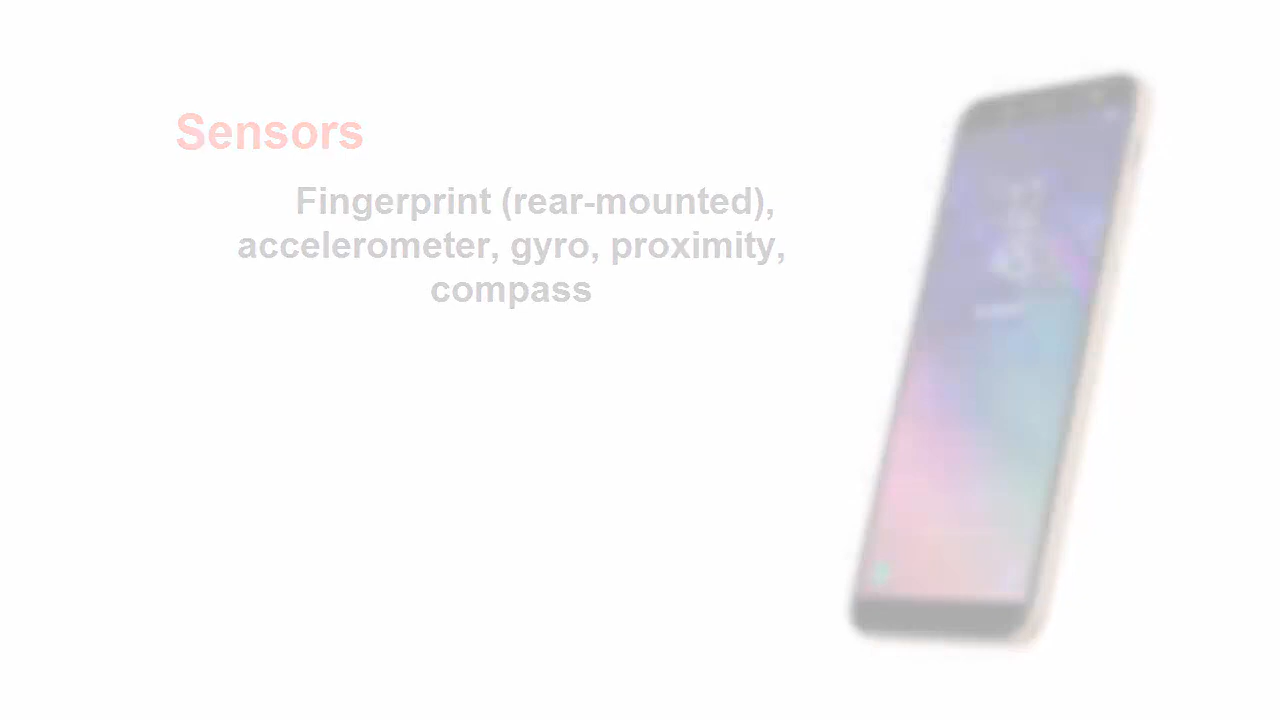 Sensors
Fingerprint (rear-mounted),
accelerometer, gyro, proximity,
compass